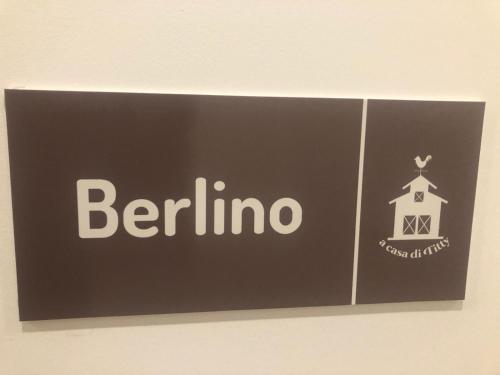 Berlino
a casa di Titty